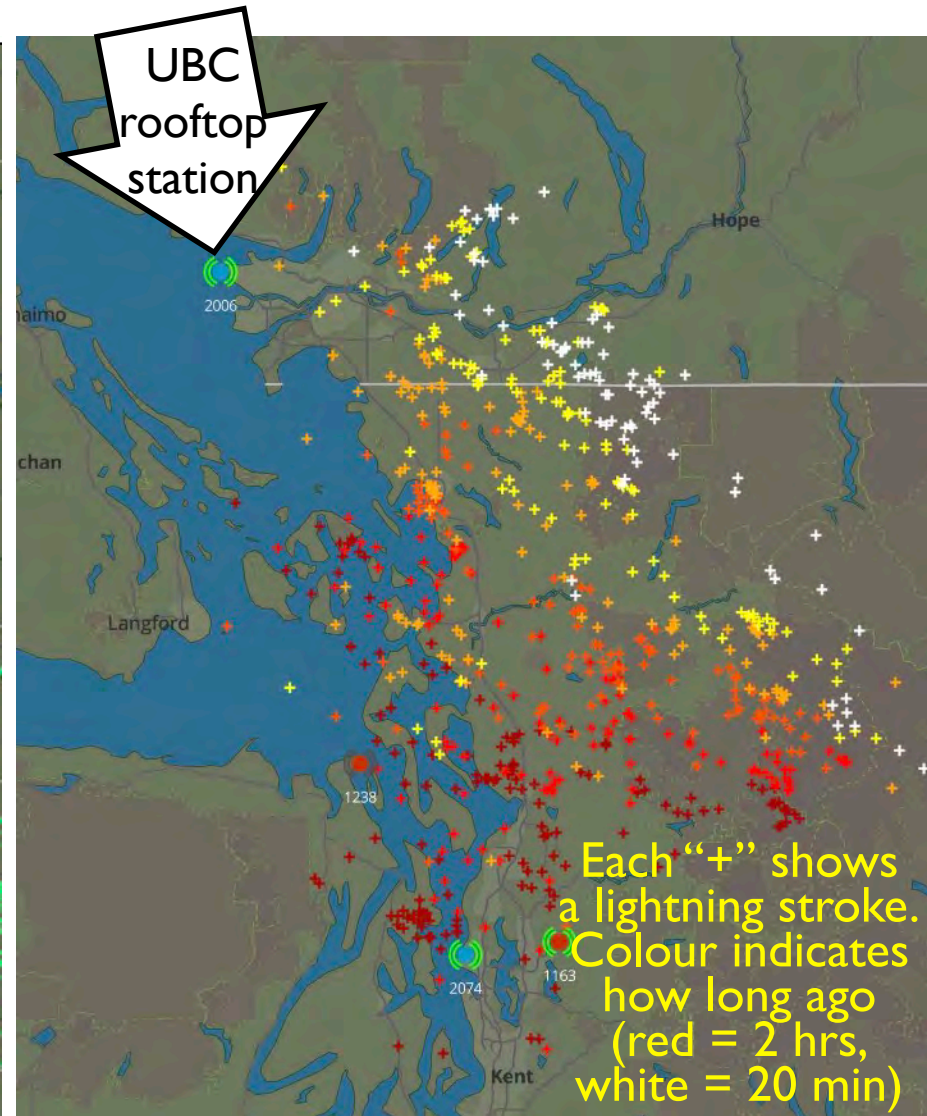 UBC
rooftop
station
Hope
2006
naimo
chan
Langford
1238
Each “+” shows
a lightning stroke.
Colour indicates
how long ago
(red = 2 hrs,
white = 20 min)
2074
1163
Kent